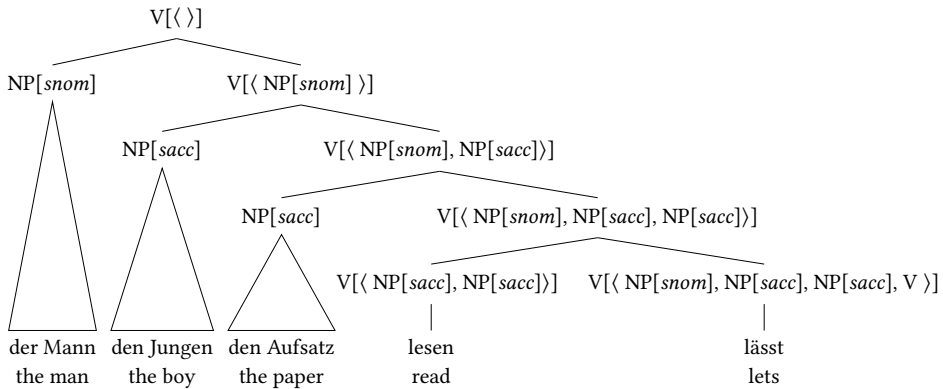 V[⟨ ⟩]
NP[snom] V[⟨ NP[snom] ⟩]
NP[sacc] V[⟨ NP[snom], NP[sacc]⟩]
NP[sacc] V[⟨ NP[snom], NP[sacc], NP[sacc]⟩]
V[⟨ NP[sacc], NP[sacc]⟩] V[⟨ NP[snom], NP[sacc], NP[sacc], V ⟩]
der Mann den Jungen den Aufsatz lesen lässt
the man the boy the paper read lets